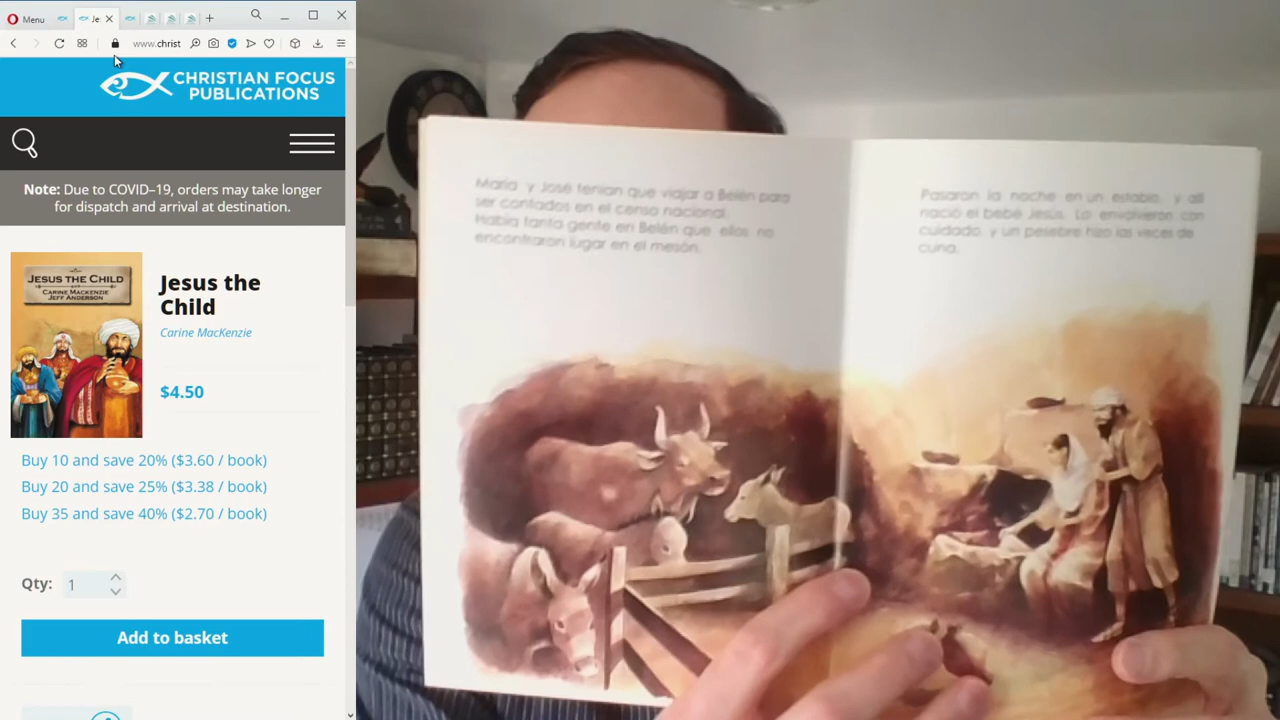 Menu
Je
www.christ
CHRISTIAN FOCUS
PUBLICATIONS
Note: Due to COVID–19, orders may take longer
for dispatch and arrival at destination.
JESUS THE CHILD
CARINE MACKENZIE
JEFF ANDERSON
Jesus the
Child
Carine MacKenzie
$4.50
Buy 10 and save 20% ($3.60 / book)
Buy 20 and save 25% ($3.38 / book)
Buy 35 and save 40% ($2.70 / book)
Qty: 1
Add to basket
María y José tenían que viajar a Belén para
ser contados en el censo nacional.
Había tanta gente en Belén que ellos no
encontraron lugar en el mesón.
Pasaron la noche en un establo, y allí
nació el bebé Jesús. Lo envolvieron con
cuidado, y un pesebre hizo las veces de
cuna.